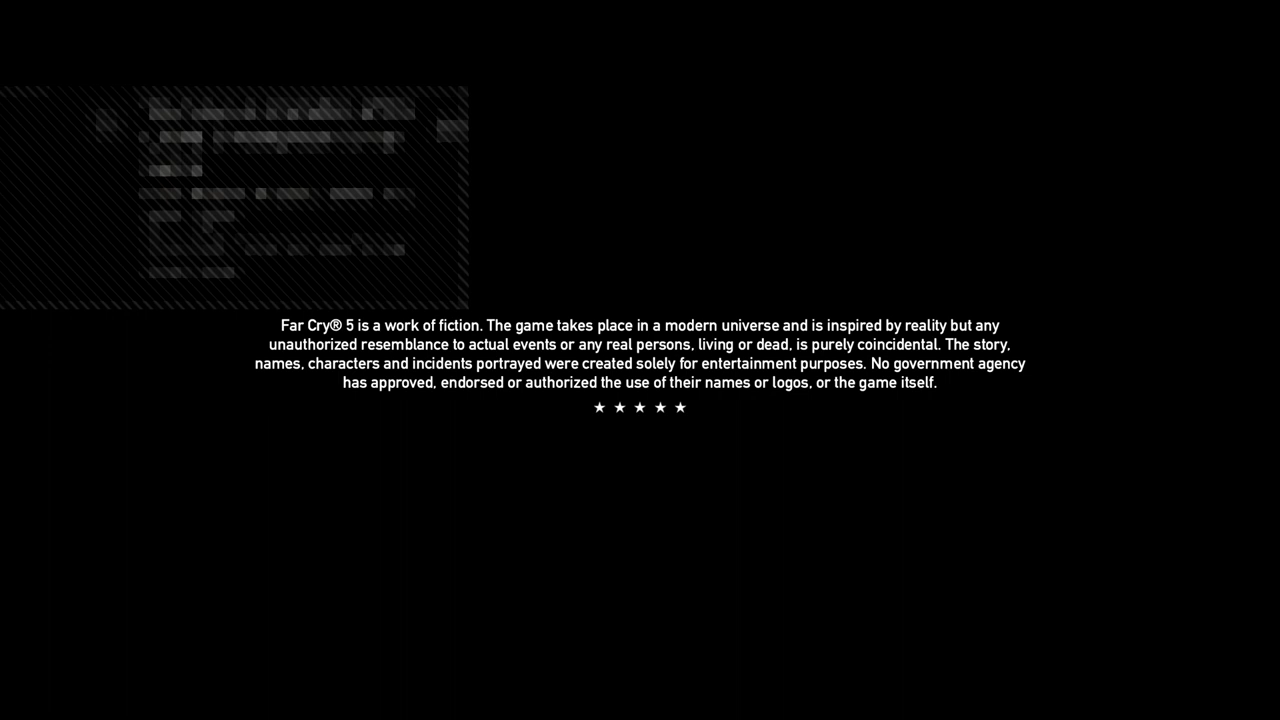 Far Cry® 5 is a work of fiction. The game takes place in a modern universe and is inspired by reality but any
unauthorized resemblance to actual events or any real persons, living or dead, is purely coincidental. The story,
names, characters and incidents portrayed were created solely for entertainment purposes. No government agency
has approved, endorsed or authorized the use of their names or logos, or the game itself.
★ ★ ★ ★ ★